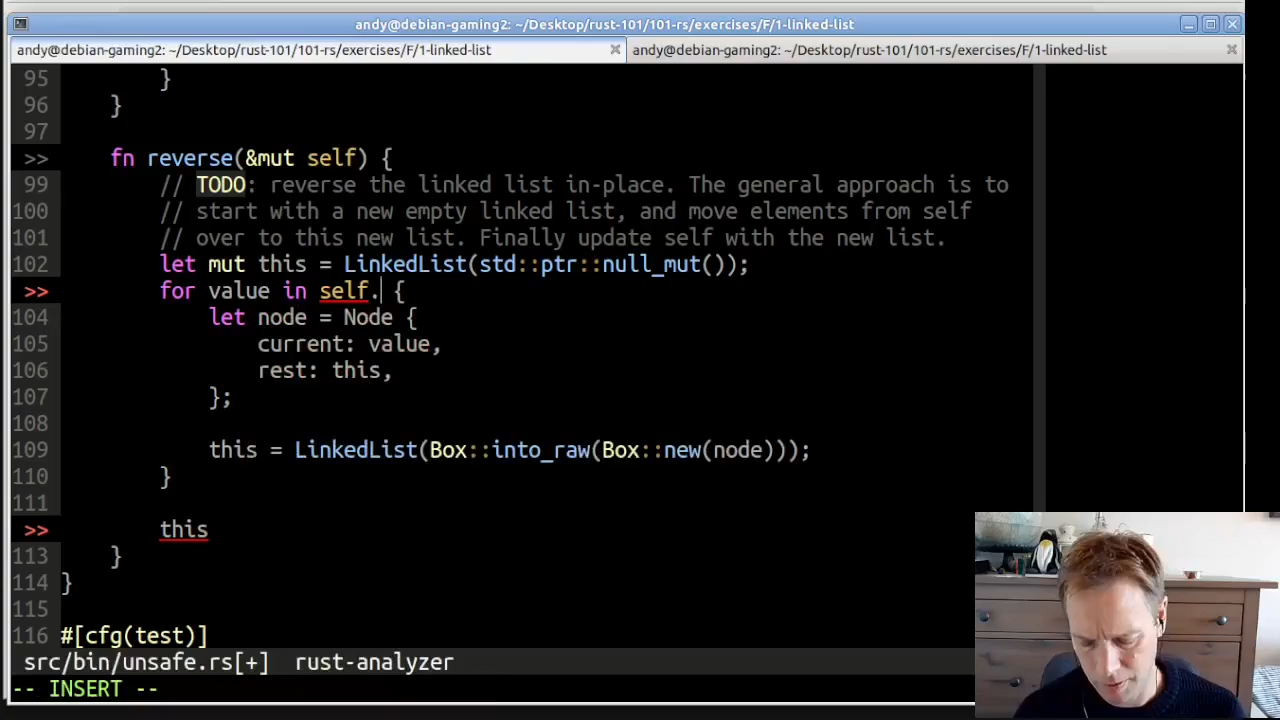 andy@debian-gaming2: ~/Desktop/rust-101/101-rs/exercises/F/1-linked-list
andy@debian-gaming2: ~/Desktop/rust-101/101-rs/exercises/F/1-linked-list
andy@debian-gaming2: ~/Desktop/rust-101/101-rs/exercises/F/1-linked-list
95         }
96     }
97
>>     fn reverse(&mut self) {
99         // TODO: reverse the linked list in-place. The general approach is to
100         // start with a new empty linked list, and move elements from self
101         // over to this new list. Finally update self with the new list.
102         let mut this = LinkedList(std::ptr::null_mut());
>>         for value in self. {
104             let node = Node {
105                 current: value,
106                 rest: this,
107             };
108
109             this = LinkedList(Box::into_raw(Box::new(node)));
110         }
111
>>         this
113     }
114 }
115
116 #[cfg(test)]
src/bin/unsafe.rs[+]  rust-analyzer
-- INSERT --